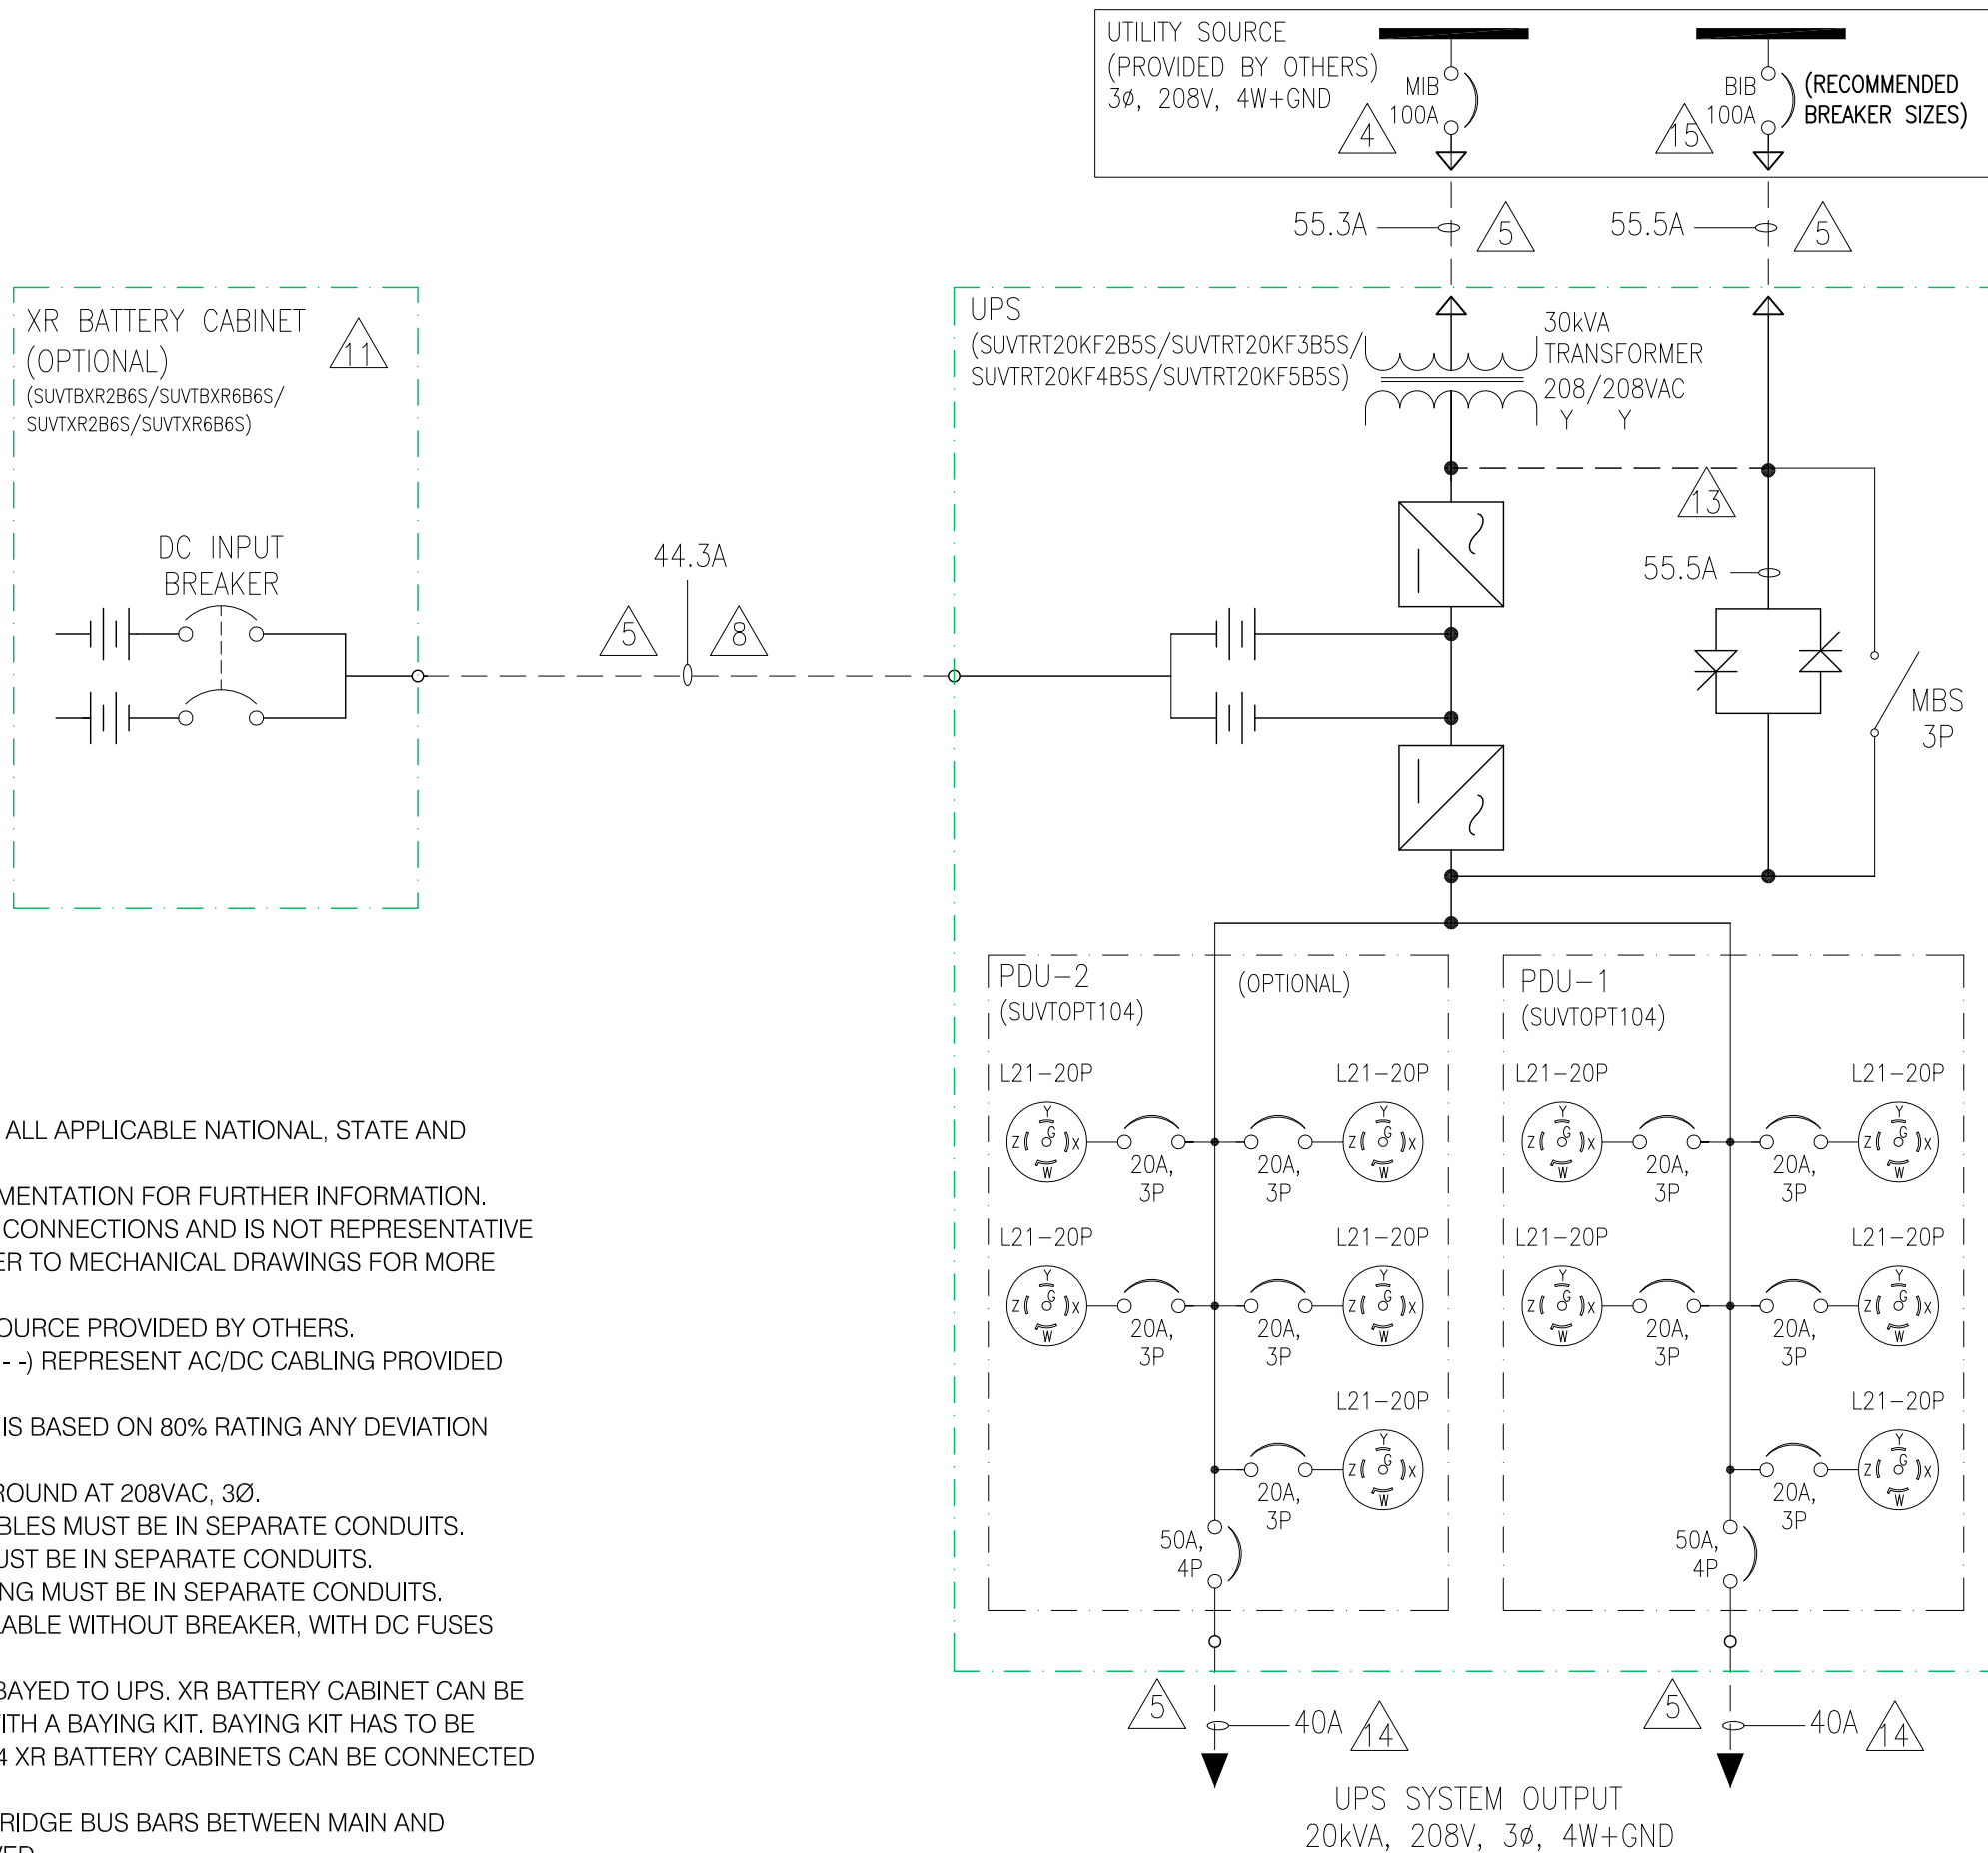 UTILITY SOURCE
(PROVIDED BY OTHERS)
3ø, 208V, 4W+GND
MIB
100A
4
BIB
100A
15
(RECOMMENDED
BREAKER SIZES)
55.3A
5
55.5A
5
XR BATTERY CABINET
(OPTIONAL)
(SUVTBXR2B6S/SUVTBXR6B6S/
SUVTXR2B6S/SUVTXR6B6S)
11
DC INPUT
BREAKER
44.3A
5
8
UPS
(SUVTRT20KF2B5S/SUVTRT20KF3B5S/
SUVTRT20KF4B5S/SUVTRT20KF5B5S)
30kVA
TRANSFORMER
208/208VAC
Y Y
13
55.5A
MBS
3P
PDU-2
(OPTIONAL)
(SUVTOPT104)
L21-20P
L21-20P
Y
Z G X
W
20A,
3P
20A,
3P
Y
Z G X
W
L21-20P
L21-20P
Y
Z G X
W
20A,
3P
20A,
3P
Y
Z G X
W
L21-20P
20A,
3P
Y
Z G X
W
50A,
4P
PDU-1
(SUVTOPT104)
L21-20P
L21-20P
Y
Z G X
W
20A,
3P
20A,
3P
Y
Z G X
W
L21-20P
L21-20P
Y
Z G X
W
20A,
3P
20A,
3P
Y
Z G X
W
L21-20P
20A,
3P
Y
Z G X
W
50A,
4P
5
40A
14
5
40A
14
UPS SYSTEM OUTPUT
20kVA, 208V, 3ø, 4W+GND
ALL APPLICABLE NATIONAL, STATE AND
MENTATION FOR FURTHER INFORMATION.
CONNECTIONS AND IS NOT REPRESENTATIVE
ER TO MECHANICAL DRAWINGS FOR MORE
OURCE PROVIDED BY OTHERS.
- -) REPRESENT AC/DC CABLING PROVIDED
IS BASED ON 80% RATING ANY DEVIATION
ROUND AT 208VAC, 3Ø.
BLES MUST BE IN SEPARATE CONDUITS.
UST BE IN SEPARATE CONDUITS.
NG MUST BE IN SEPARATE CONDUITS.
LABLE WITHOUT BREAKER, WITH DC FUSES
BAYED TO UPS. XR BATTERY CABINET CAN BE
WITH A BAYING KIT. BAYING KIT HAS TO BE
4 XR BATTERY CABINETS CAN BE CONNECTED
RIDGE BUS BARS BETWEEN MAIN AND